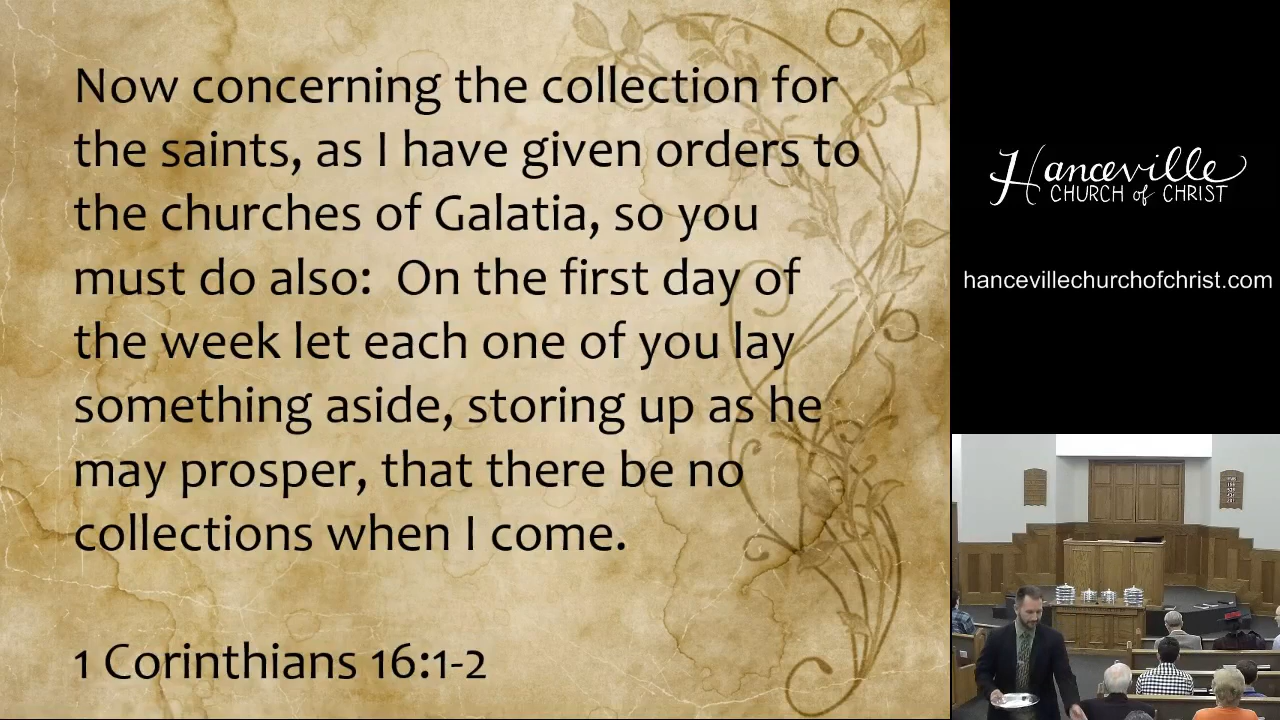 Now concerning the collection for
the saints, as I have given orders to
the churches of Galatia, so you
must do also:  On the first day of
the week let each one of you lay
something aside, storing up as he
may prosper, that there be no
collections when I come.
1 Corinthians 16:1-2
Hanceville
CHURCH of CHRIST
hancevillechurchofchrist.com